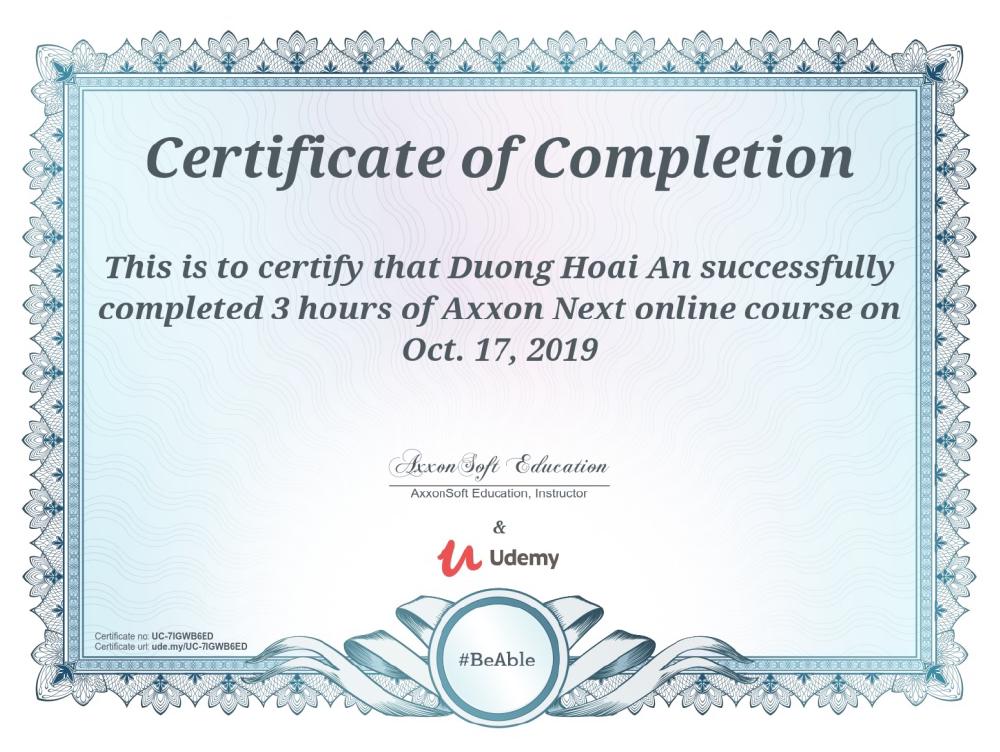 Certificate of Completion
This is to certify that Duong Hoai An successfully
completed 3 hours of Axxon Next online course on
Oct. 17, 2019
AxxonSoft Education
AxxonSoft Education, Instructor
&
Udemy
Certificate no: UC-7IGWB6ED
Certificate url: ude.my/UC-7IGWB6ED
#BeAble